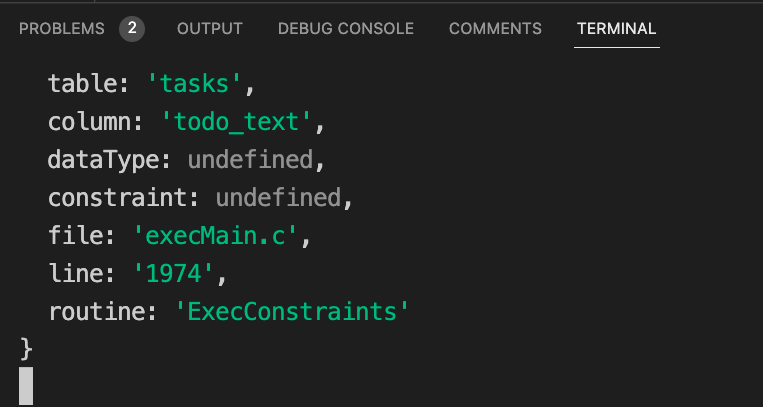 PROBLEMS 2 OUTPUT DEBUG CONSOLE COMMENTS TERMINAL
table: 'tasks',
column: 'todo_text',
dataType: undefined,
constraint: undefined,
file: 'execMain.c',
line: '1974',
routine: 'ExecConstraints'
}